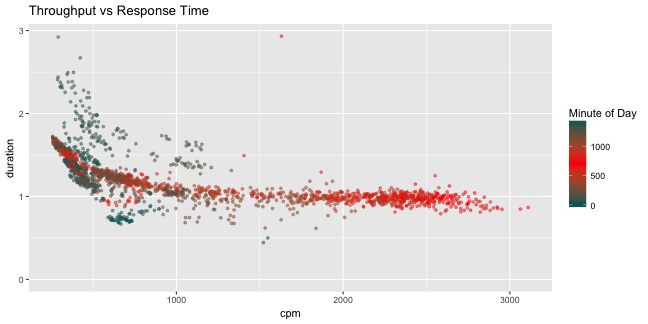 Throughput vs Response Time
3
2
1
0
duration
1000
2000
3000
cpm
Minute of Day
1000
500
0